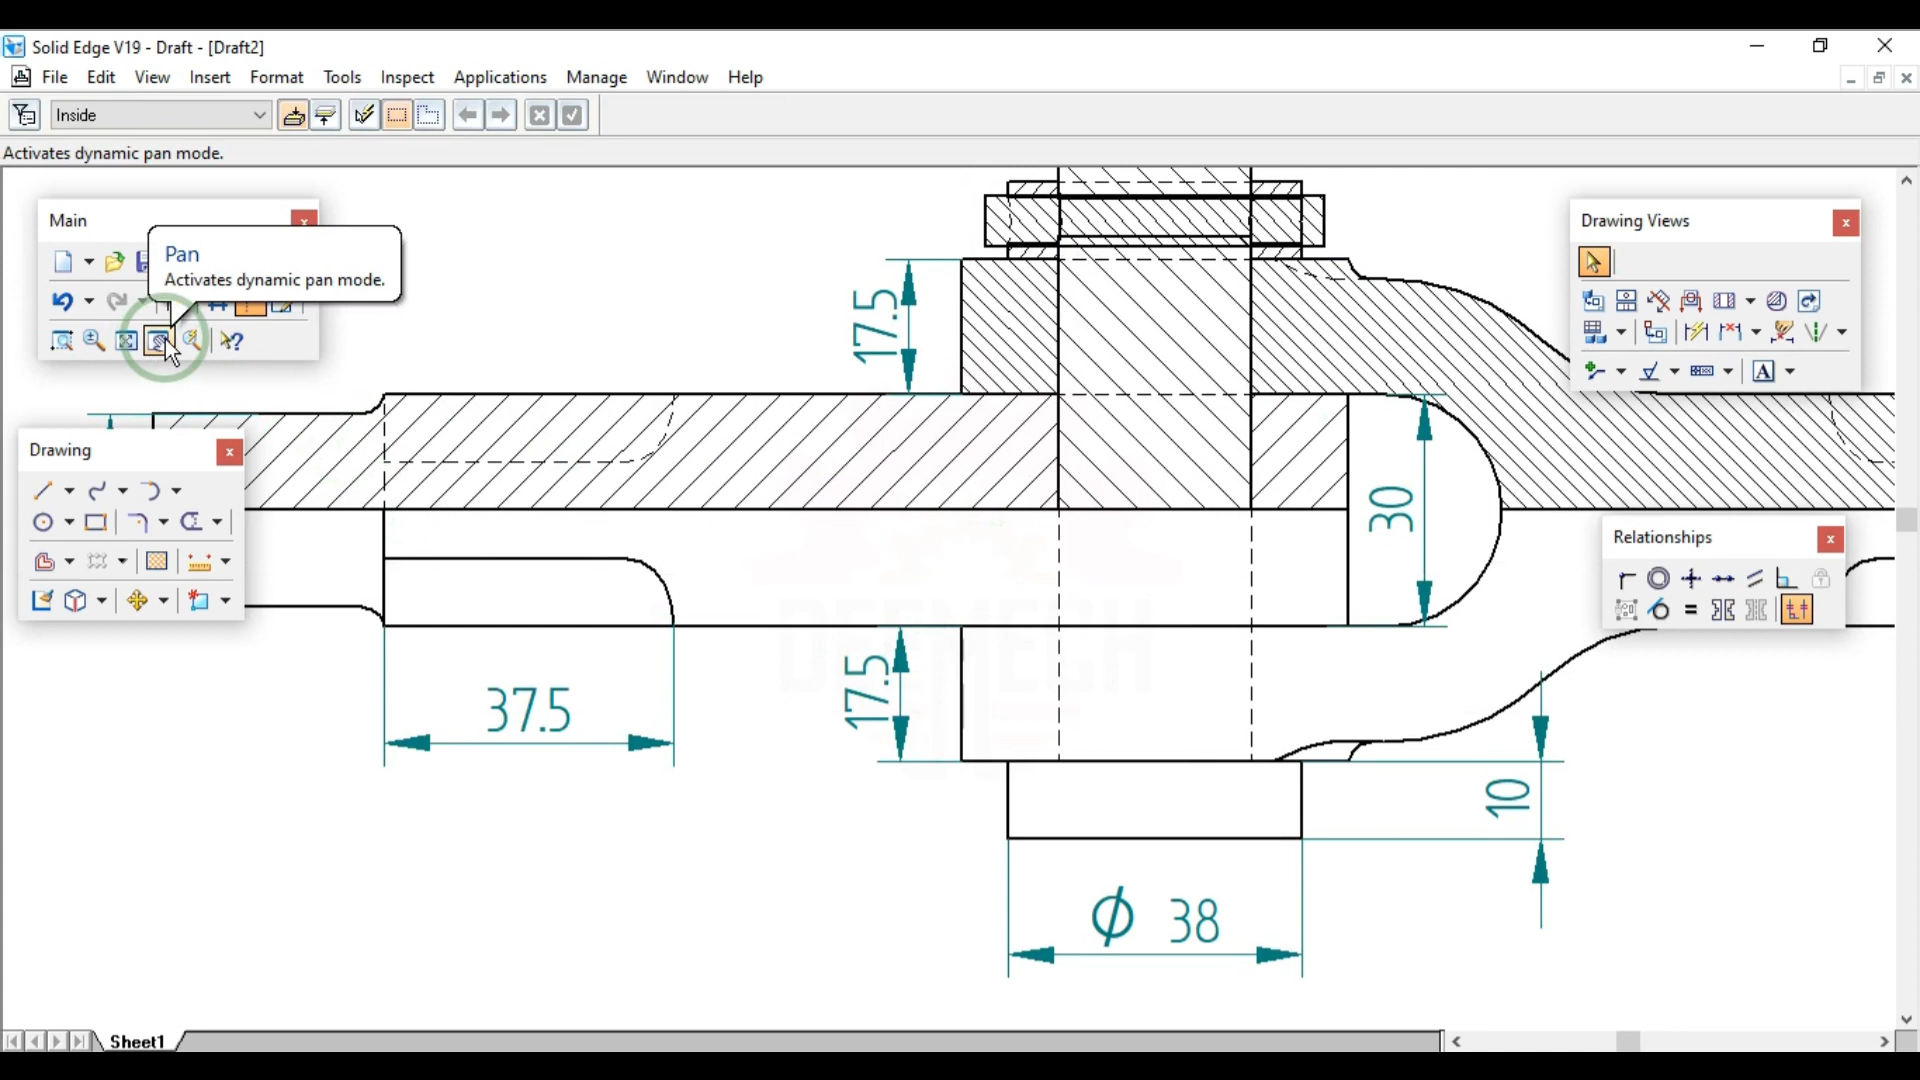 Solid Edge V19 - Draft - [Draft2]
File Edit View Insert Format Tools Inspect Applications Manage Window Help
Inside
Activates dynamic pan mode.
Main
Pan
Activates dynamic pan mode.
Drawing Views
A
17.5
Drawing
30
Relationships
DEEMECH
37.5
17.5
10
ϕ 38
Sheet1